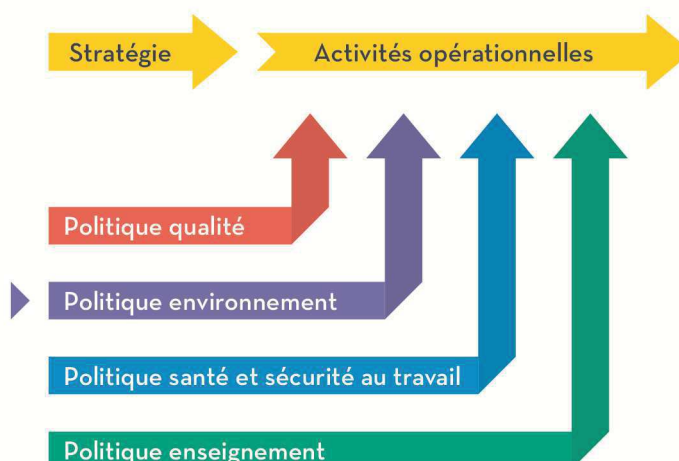 Stratégie
Activités opérationnelles
Politique qualité
Politique environnement
Politique santé et sécurité au travail
Politique enseignement